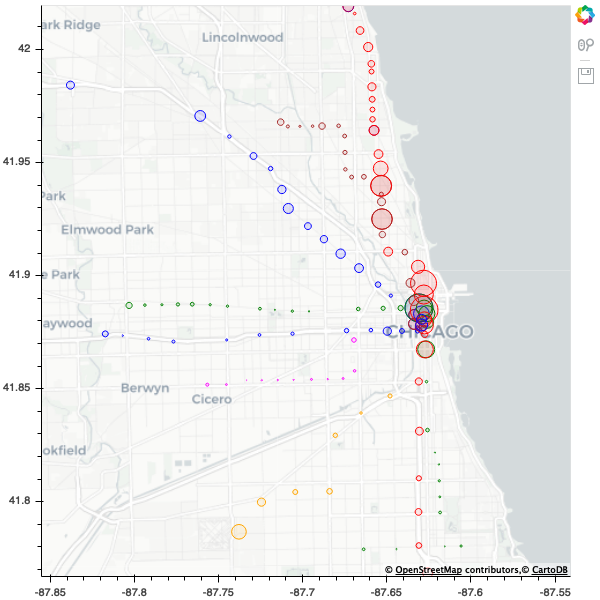 42
ark Ridge
Lincolnwood
41.95
Park
Elmwood Park
41.9
e Park
aywood
CHICAGO
41.85
Berwyn
Cicero
okfield
41.8
© OpenStreetMap contributors,© CartoDB
-87.85
-87.8
-87.75
-87.7
-87.65
-87.6
-87.55